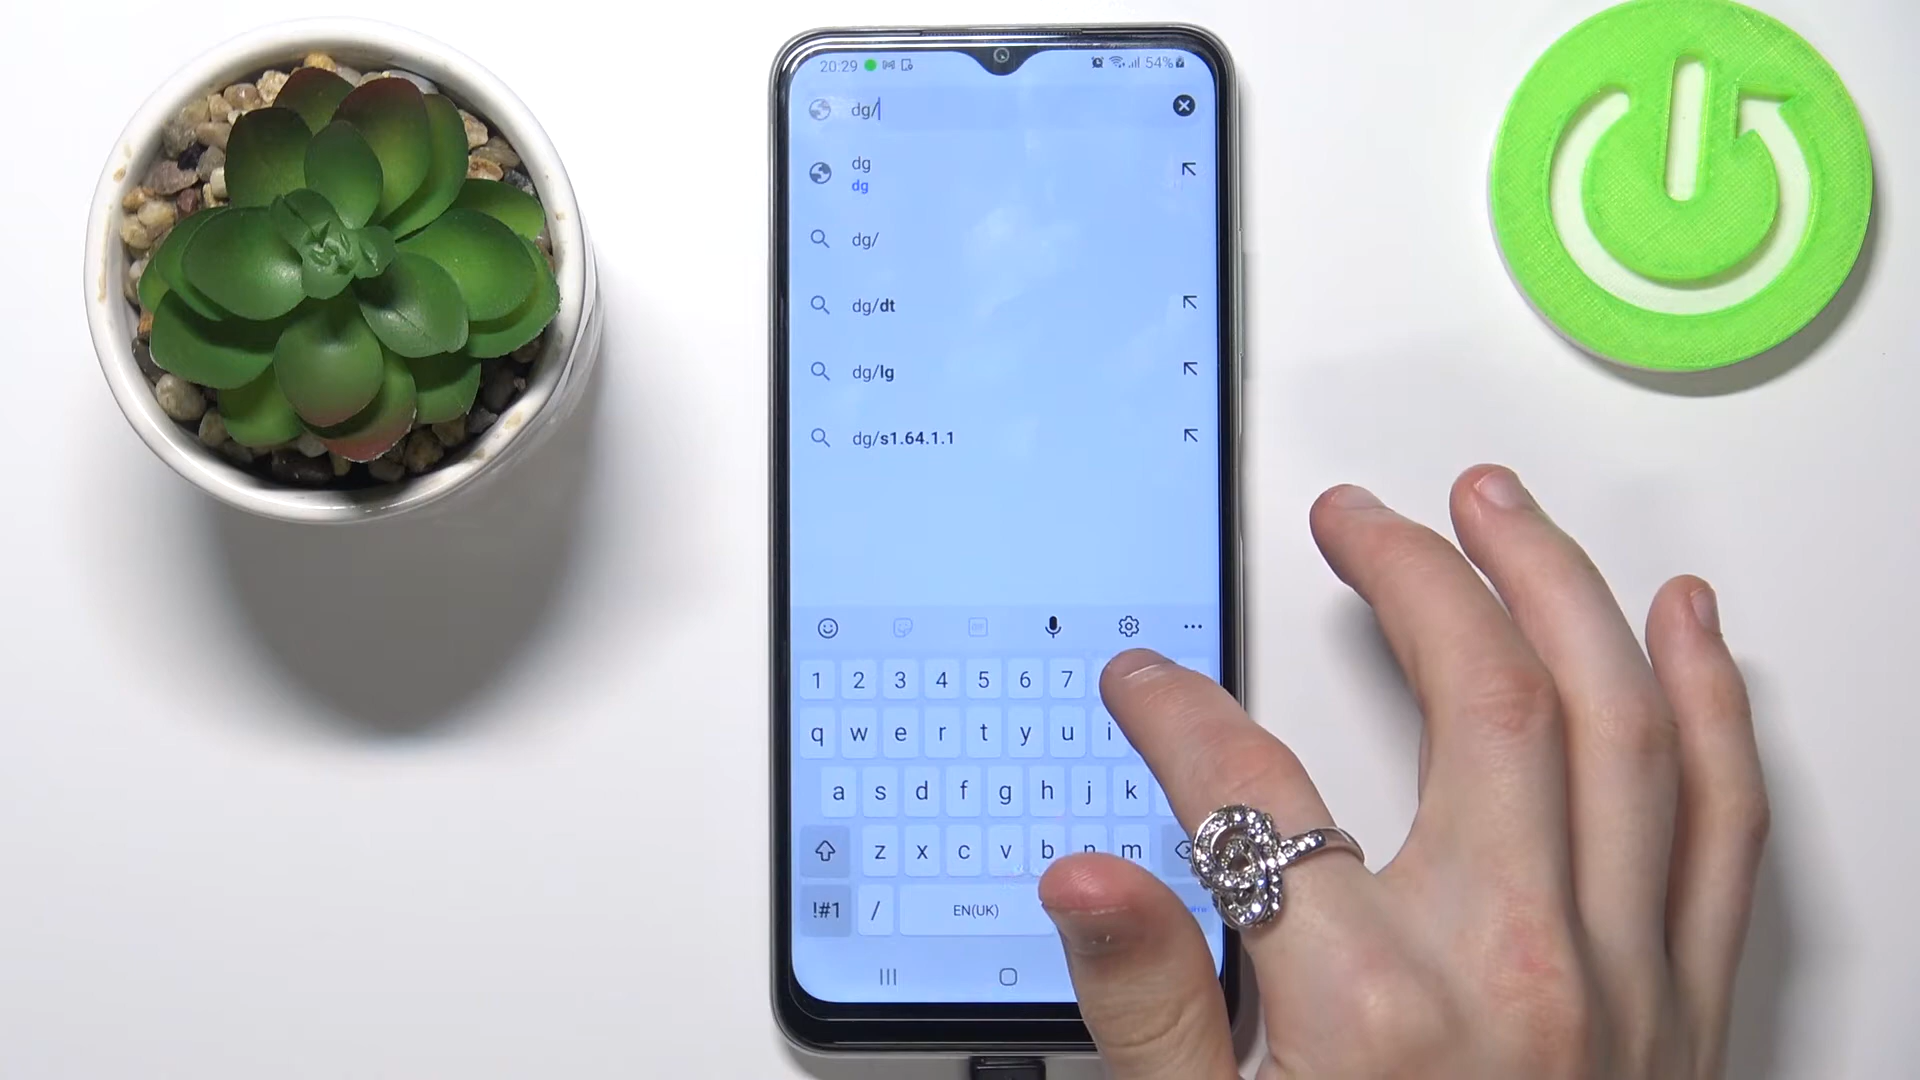 20:29 54%
dg/
dg
dg
dg/
dg/dt
dg/lg
dg/s1.64.1.1
1 2 3 4 5 6 7
q w e r t y u i
a s d f g h j k
z x c v b n m
!#1 / EN(UK)